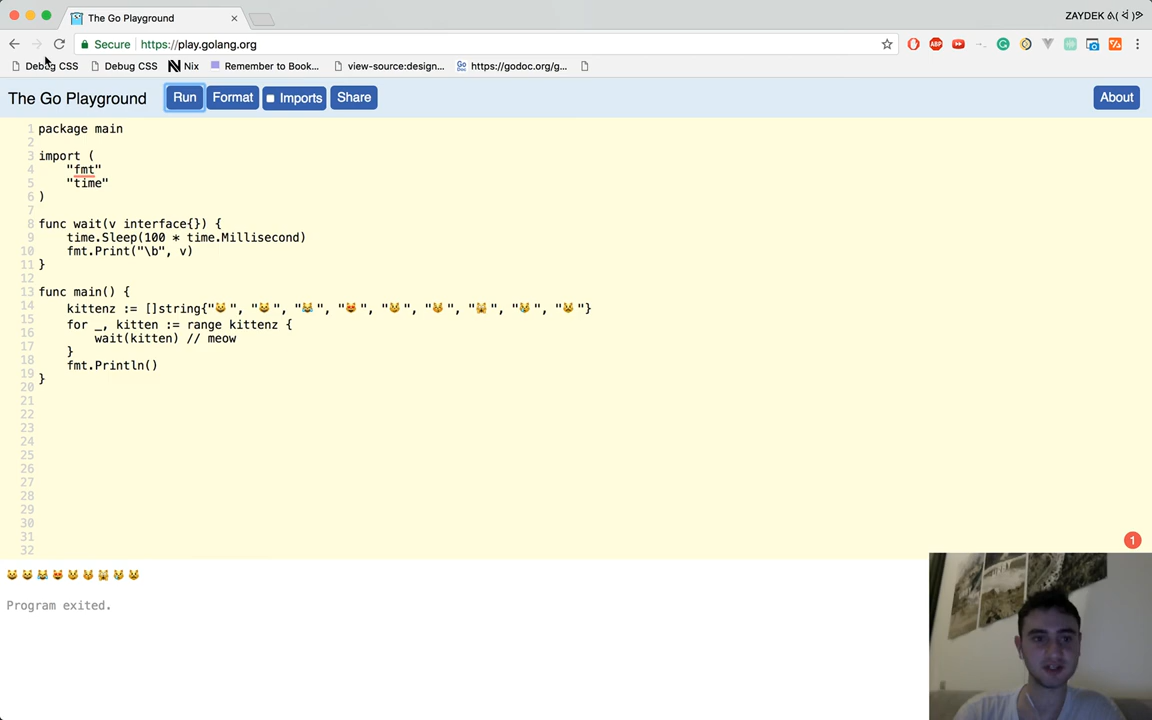 The Go Playground
ZAYDEK ᕕ( ᐛ )ᕗ
Secure https://play.golang.org
Debug CSS Debug CSS Nix Remember to Book... view-source:design... https://godoc.org/g...
The Go Playground Run Format Imports Share About
1 package main
2
3 import (
4 "fmt"
5 "time"
6 )
7
8 func wait(v interface{}) {
9 time.Sleep(100 * time.Millisecond)
10 fmt.Print("\b", v)
11 }
12
13 func main() {
14 kittenz := []string{"😺", "😸", "😹", "😻", "😼", "😽", "🙀", "😿", "😾"}
15 for _, kitten := range kittenz {
16 wait(kitten) // meow
17 }
18 fmt.Println()
19 }
20
21
22
23
24
25
26
27
28
29
30
31
32
1
😺 😸 😹 😻 😼 😽 🙀 😿 😾
Program exited.